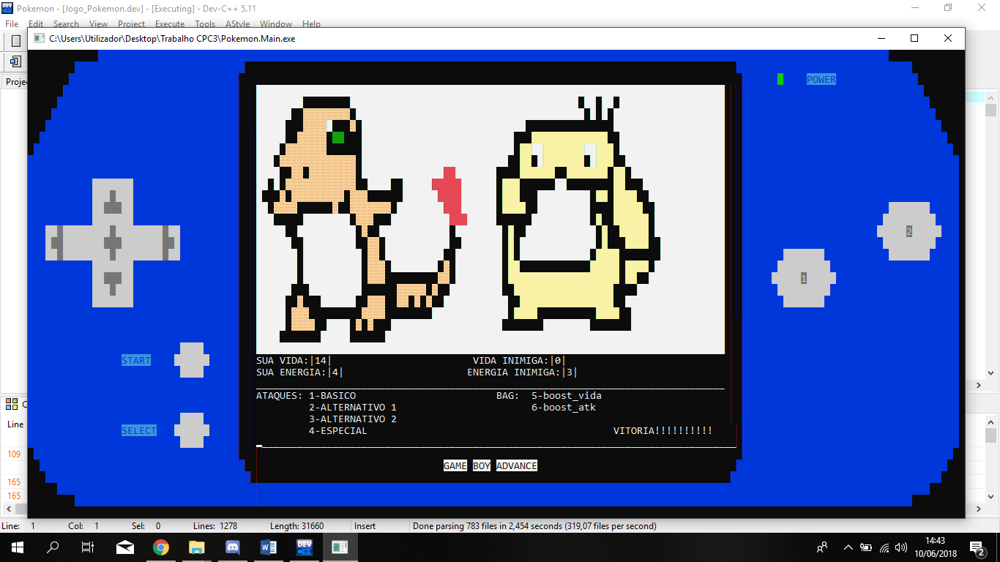 Pokemon - [Jogo_Pokemon.dev] - [Executing] - Dev-C++ 5.11
File Edit Search View Project Execute Tools AStyle Window Help
C:\Users\Utilizador\Desktop\Trabalho CPC3\Pokemon.Main.exe
POWER
2
1
START
SELECT
SUA VIDA:|14| VIDA INIMIGA:|0|
SUA ENERGIA:|4| ENERGIA INIMIGA:|3|
ATAQUES: 1-BASICO BAG: 5-boost_vida
2-ALTERNATIVO 1 6-boost_atk
3-ALTERNATIVO 2
4-ESPECIAL VITORIA!!!!!!!!!!
GAME BOY ADVANCE
Line
109
165
165
Line: 1 Col: 1 Sel: 0 Lines: 1278 Length: 31660 Insert Done parsing 783 files in 2,454 seconds (319,07 files per second)
14:43
10/06/2018
2